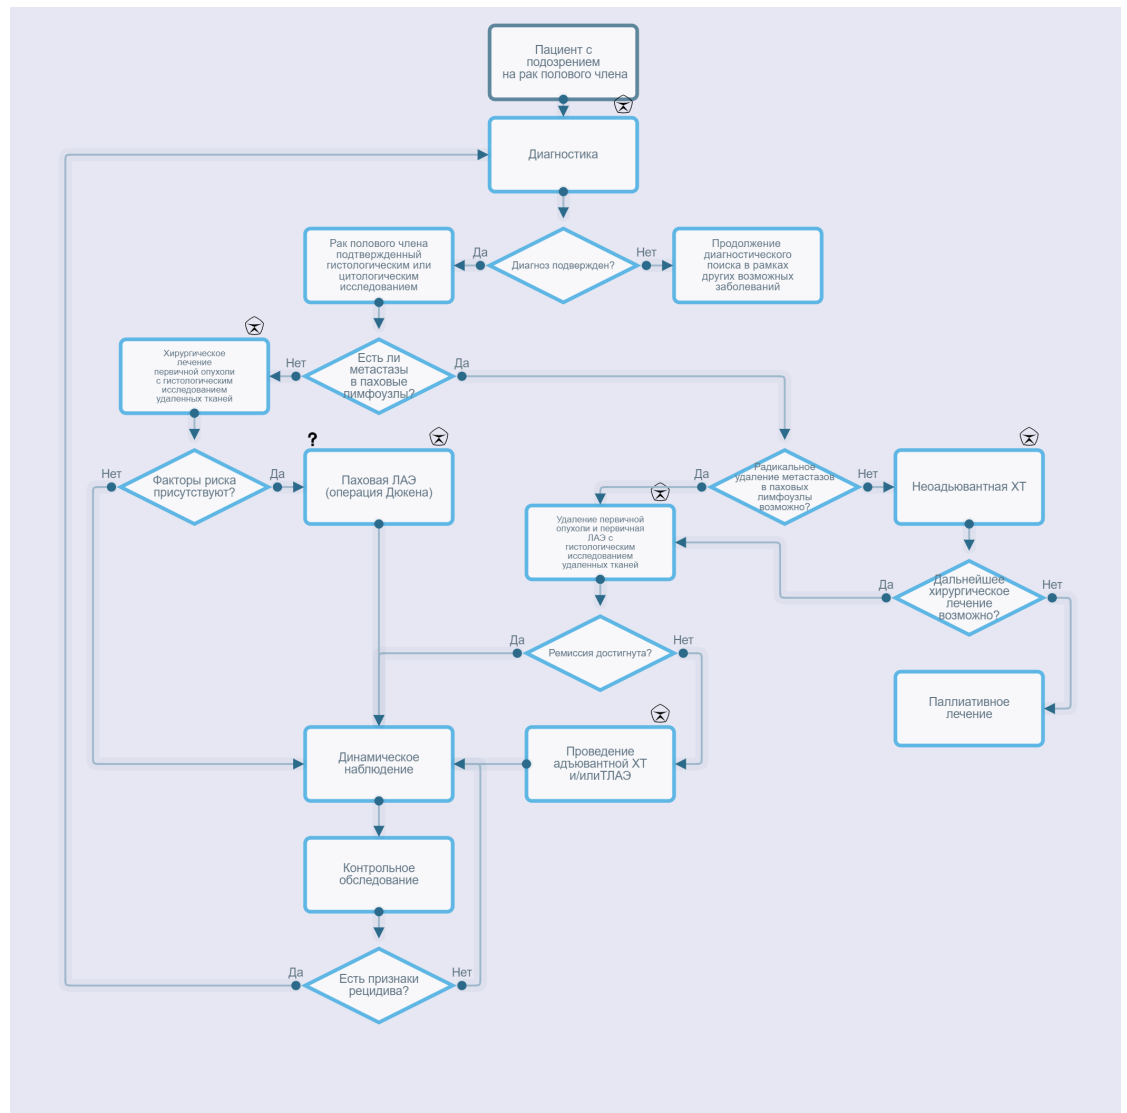 Пациент с
подозрением
на рак полового члена
Диагностика
Рак полового члена
подтвержденный
гистологическим или
цитологическим
исследованием
Да
Диагноз подвержден?
Нет
Продолжение
диагностического
поиска в рамках
других возможных
заболеваний
Хирургическое
лечение
первичной опухоли
с гистологическим
исследованием
удаленных тканей
Нет
Есть ли
метастазы
в паховые
лимфоузлы?
Да
Нет
Факторы риска
присутствуют?
Да
?
Паховая ЛАЭ
(операция Дюкена)
Да
Радикальное
удаление метастазов
в паховых
лимфоузлы
возможно?
Нет
Неоадьювантная ХТ
Удаление первичной
опухоли и первичная
ЛАЭ с
гистологическим
исследованием
удаленных тканей
Да
Дальнейшее
хирургическое
лечение
возможно?
Нет
Да
Ремиссия достигнута?
Нет
Паллиативное
лечение
Динамическое
наблюдение
Проведение
адъювантной ХТ
и/илиТЛАЭ
Контрольное
обследование
Да
Есть признаки
рецидива?
Нет